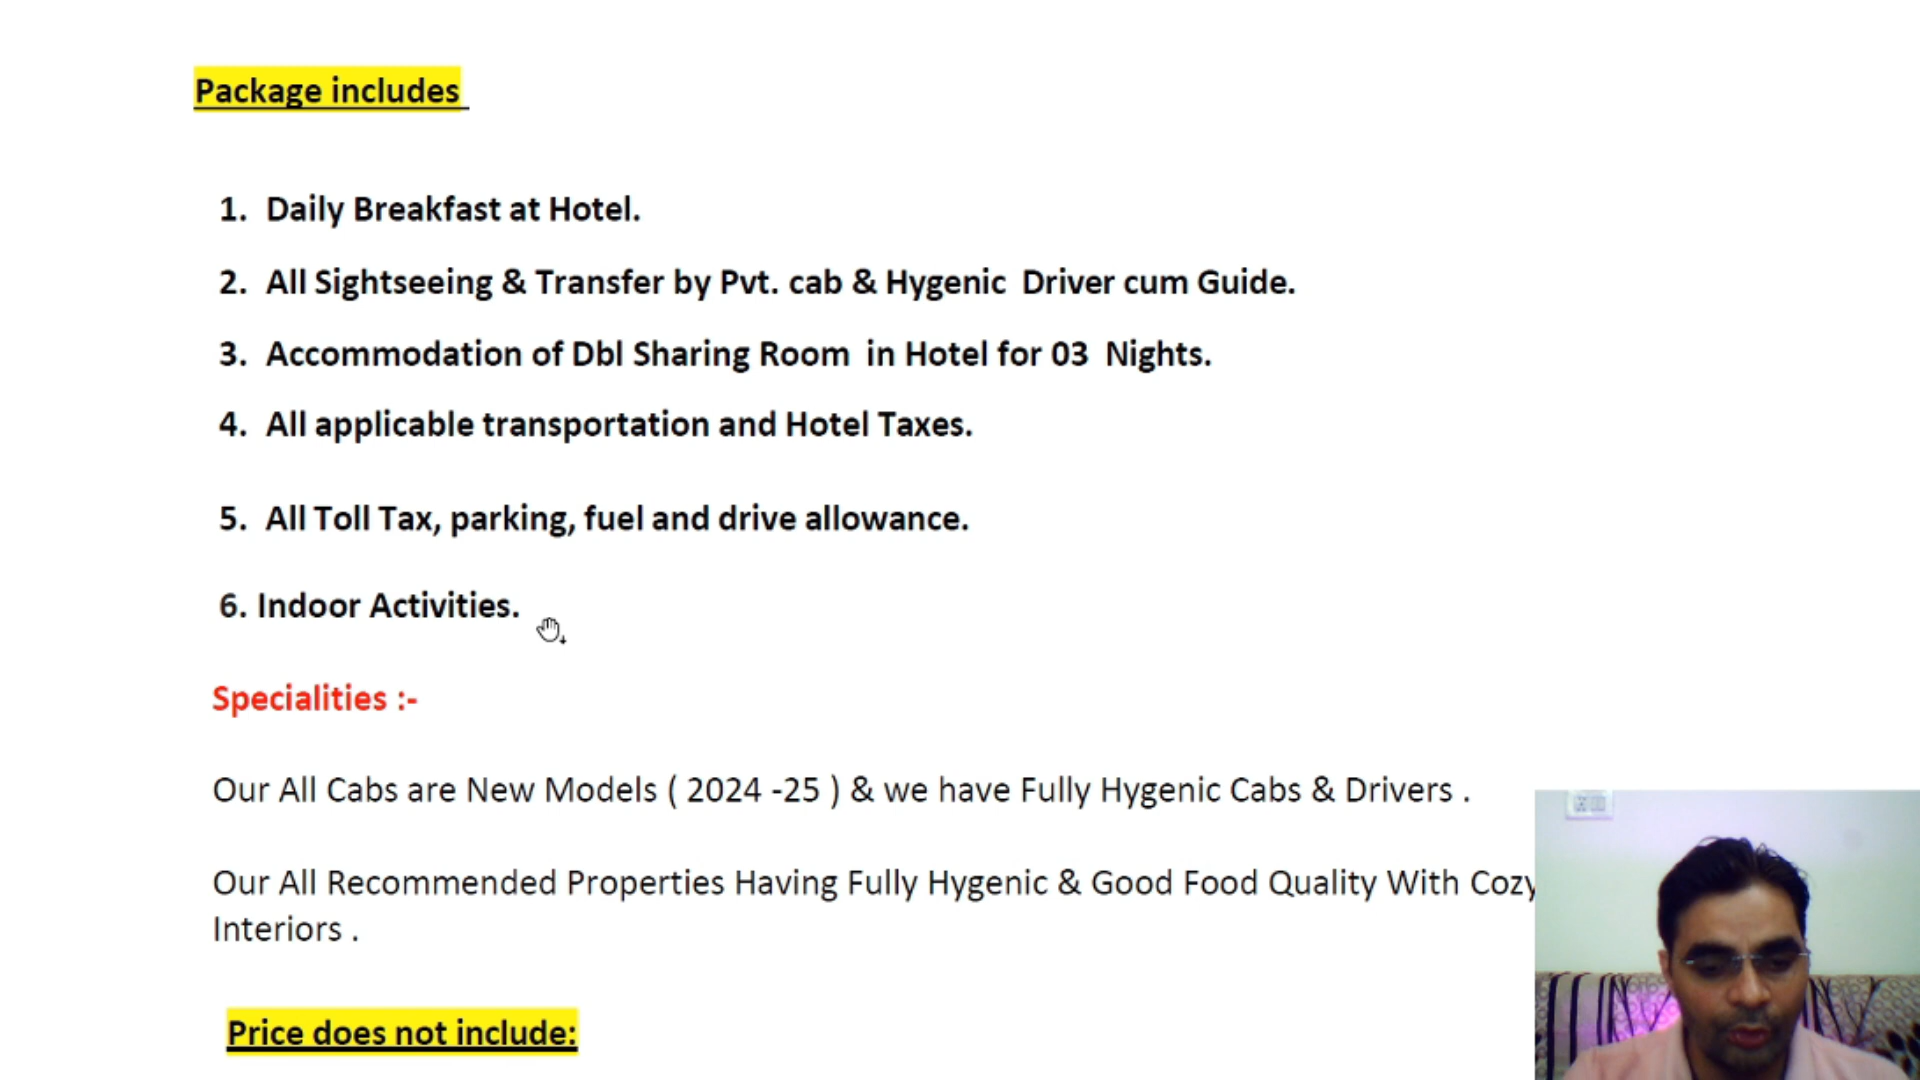 Package includes
1. Daily Breakfast at Hotel.
2. All Sightseeing & Transfer by Pvt. cab & Hygenic Driver cum Guide.
3. Accommodation of Dbl Sharing Room in Hotel for 03 Nights.
4. All applicable transportation and Hotel Taxes.
5. All Toll Tax, parking, fuel and drive allowance.
6. Indoor Activities.
Specialities :-
Our All Cabs are New Models ( 2024 -25 ) & we have Fully Hygenic Cabs & Drivers .
Our All Recommended Properties Having Fully Hygenic & Good Food Quality With Cozy
Interiors .
Price does not include: